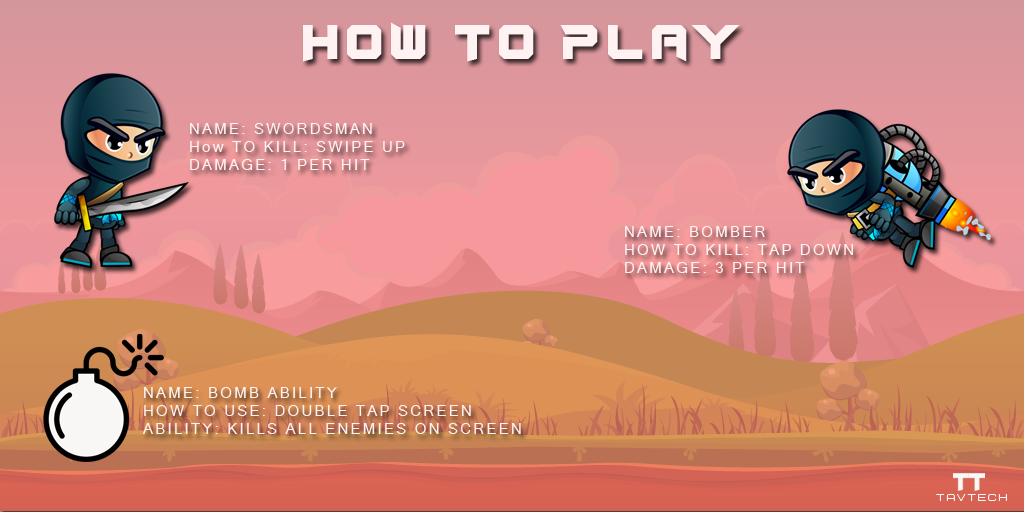 HOW TO PLAY
NAME: SWORDSMAN
How TO KILL: SWIPE UP
DAMAGE: 1 PER HIT
NAME: BOMBER
HOW TO KILL: TAP DOWN
DAMAGE: 3 PER HIT
NAME: BOMB ABILITY
HOW TO USE: DOUBLE TAP SCREEN
ABILITY: KILLS ALL ENEMIES ON SCREEN
TT
TAVTECH